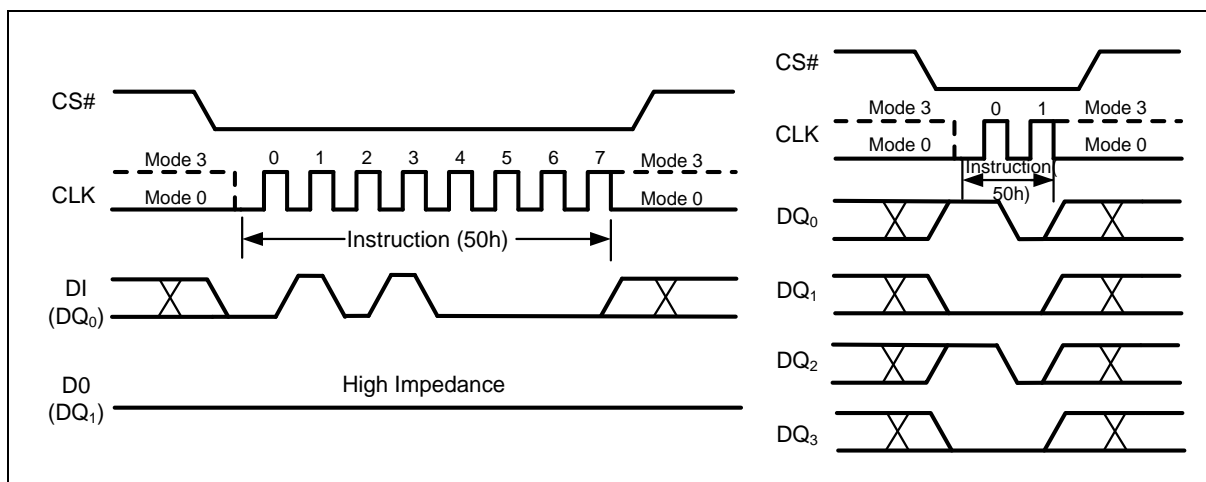 CS#
Mode 3 0 1 2 3 4 5 6 7 Mode 3
CLK
Mode 0 Mode 0
Instruction (50h)
DI
(DQ0)
D0
(DQ1)
High Impedance
CS#
Mode 3 0 1 Mode 3
CLK
Mode 0 Mode 0
Instruction(
50h)
DQ0
DQ1
DQ2
DQ3